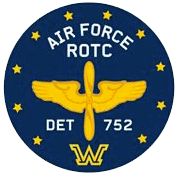 AIR FORCE
ROTC
DET 752
W